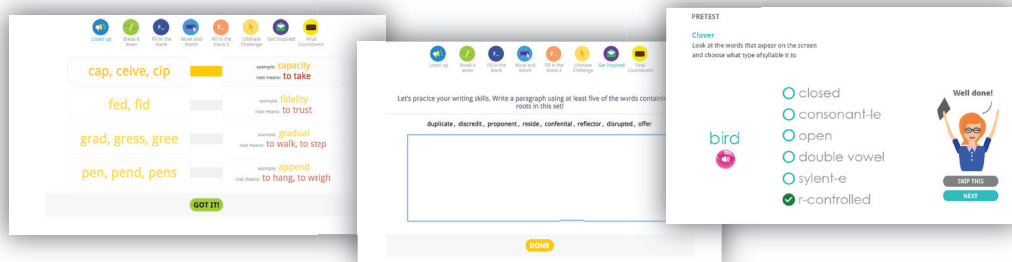 Listen up
Break it down
Fill in the blank
Move and Match
Fill in the blank 2
Ultimate Challenge
Get Inspired!
Final Countdown
cap, ceive, cip
example: capacity
root means: to take
fed, fid
example: fidelity
root means: to trust
grad, gress, gree
example: gradual
root means: to walk, to step
pen, pend, pens
example: append
root means: to hang, to weigh
GOT IT!
Listen up
Break it down
Fill in the blank
Move and Match
Fill in the blank 2
Ultimate Challenge
Get Inspired!
Final Countdown
Let's pracice your writing skills. Write a paragraph using at least five of the words containi
roots in this set!
duplicate, discredit, proponent, reside, confenital, reflector, disrupted, offer
DONE
PRETEST
Clover
Look at the words that appear on the screen
and choose what type ofsyllable it is:
bird
closed
consonant-le
open
double vowel
sylent-e
r-controlled
Well done!
SKIP THIS
NEXT